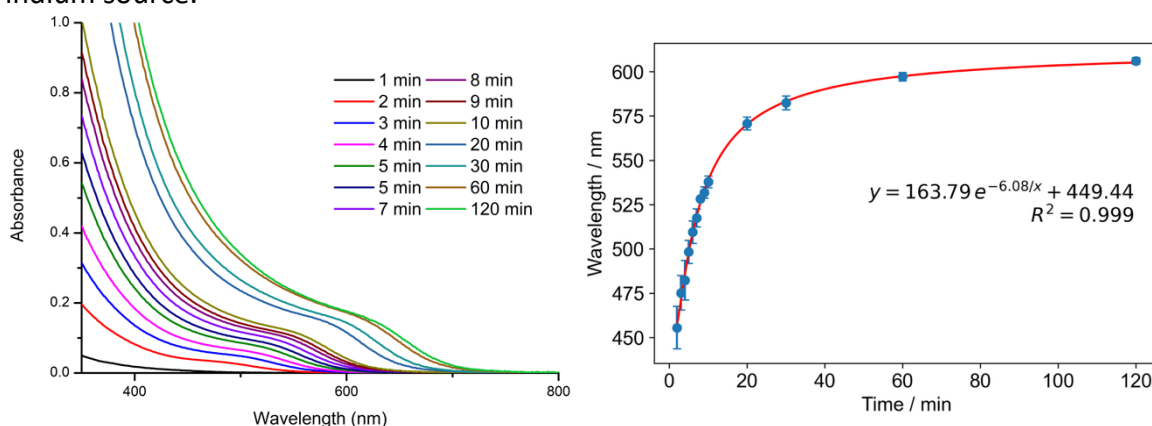 indium source.
1.0
0.8
0.6
0.4
0.2
0.0
Absorbance
400
600
800
Wavelength (nm)
1 min
2 min
3 min
4 min
5 min
5 min
7 min
8 min
9 min
10 min
20 min
30 min
60 min
120 min
600
575
550
525
500
475
450
Wavelength / nm
y = 163.79 e^{-6.08/x} + 449.44
R² = 0.999
0
20
40
60
80
100
120
Time / min